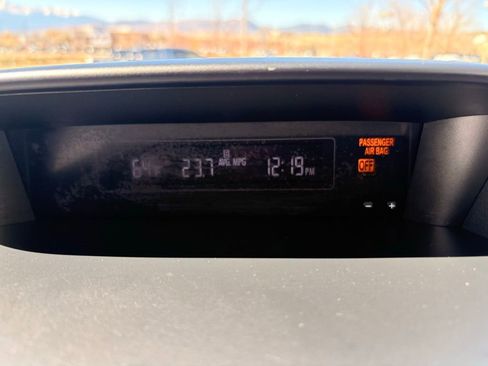 64°F 23.7 B AVG. MPG 12:19 PM
PASSENGER
AIR BAG
OFF
- +